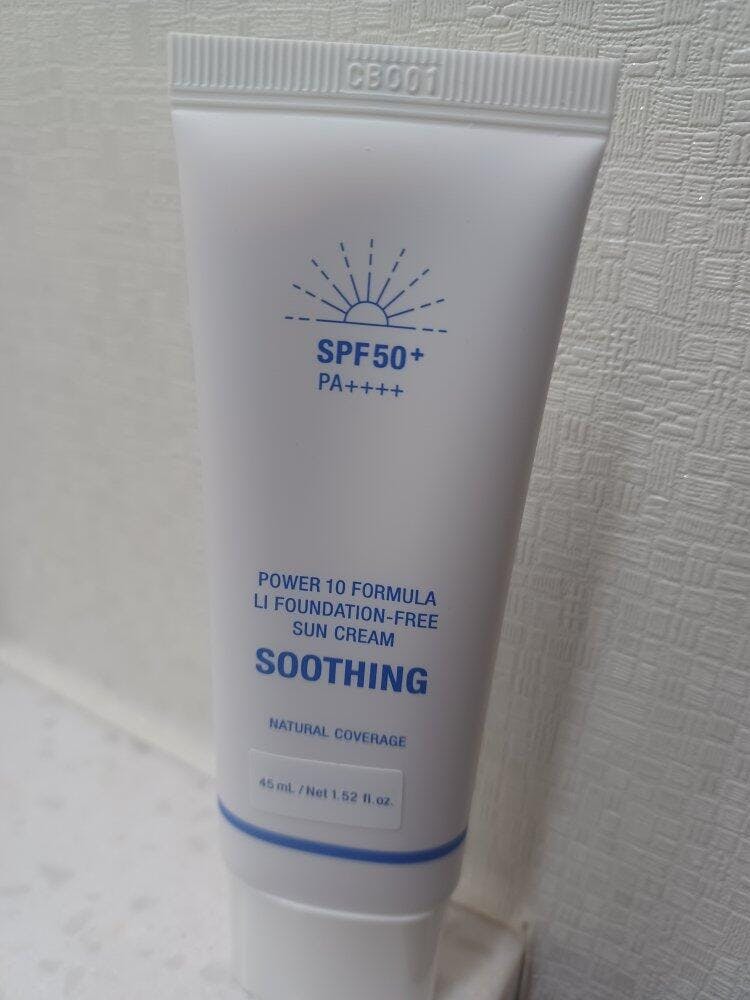 CBO01
SPF50+
PA++++
POWER 10 FORMULA
LI FOUNDATION-FREE
SUN CREAM
SOOTHING
NATURAL COVERAGE
45 mL / Net 1.52 fl.oz.